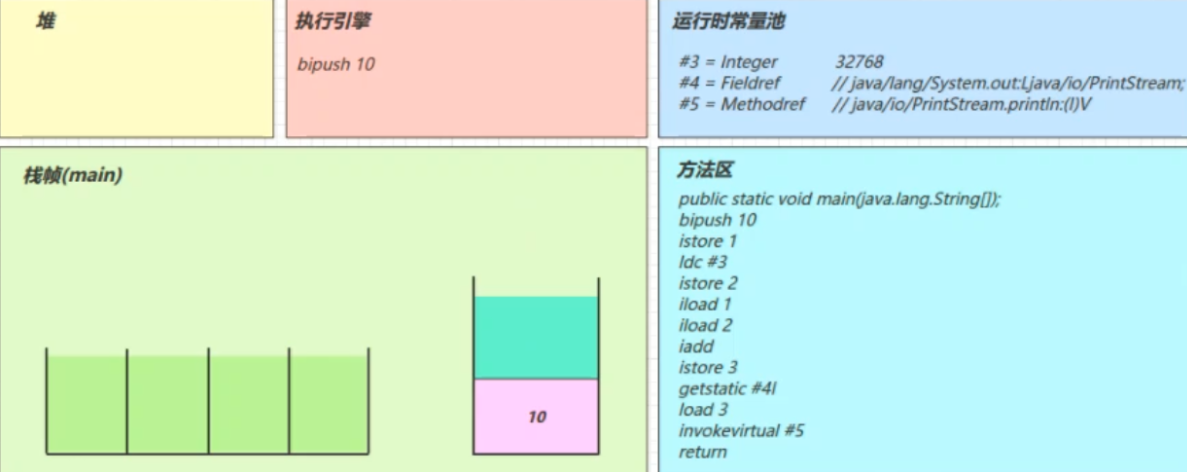 堆
执行引擎
bipush 10
运行时常量池
#3 = Integer 32768
#4 = Fieldref // java/lang/System.out:Ljava/io/PrintStream;
#5 = Methodref // java/io/PrintStream.println:(I)V
栈帧(main)
10
方法区
public static void main(java.lang.String[]);
bipush 10
istore 1
ldc #3
istore 2
iload 1
iload 2
iadd
istore 3
getstatic #4I
load 3
invokevirtual #5
return